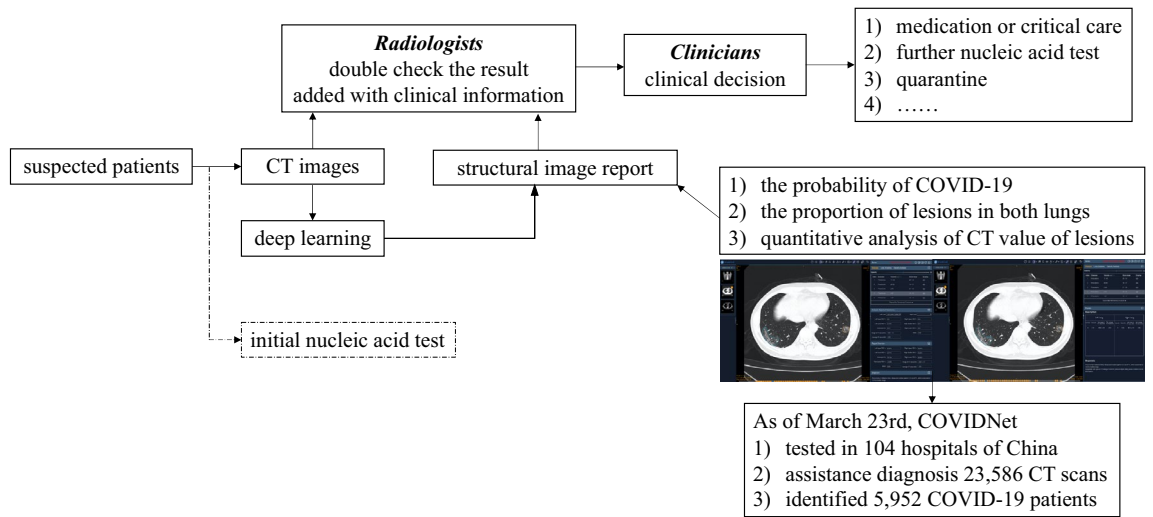 Radiologists
double check the result
added with clinical information
Clinicians
clinical decision
1) medication or critical care
2) further nucleic acid test
3) quarantine
4) ……
suspected patients
CT images
structural image report
deep learning
1) the probability of COVID-19
2) the proportion of lesions in both lungs
3) quantitative analysis of CT value of lesions
initial nucleic acid test
As of March 23rd, COVIDNet
1) tested in 104 hospitals of China
2) assistance diagnosis 23,586 CT scans
3) identified 5,952 COVID-19 patients